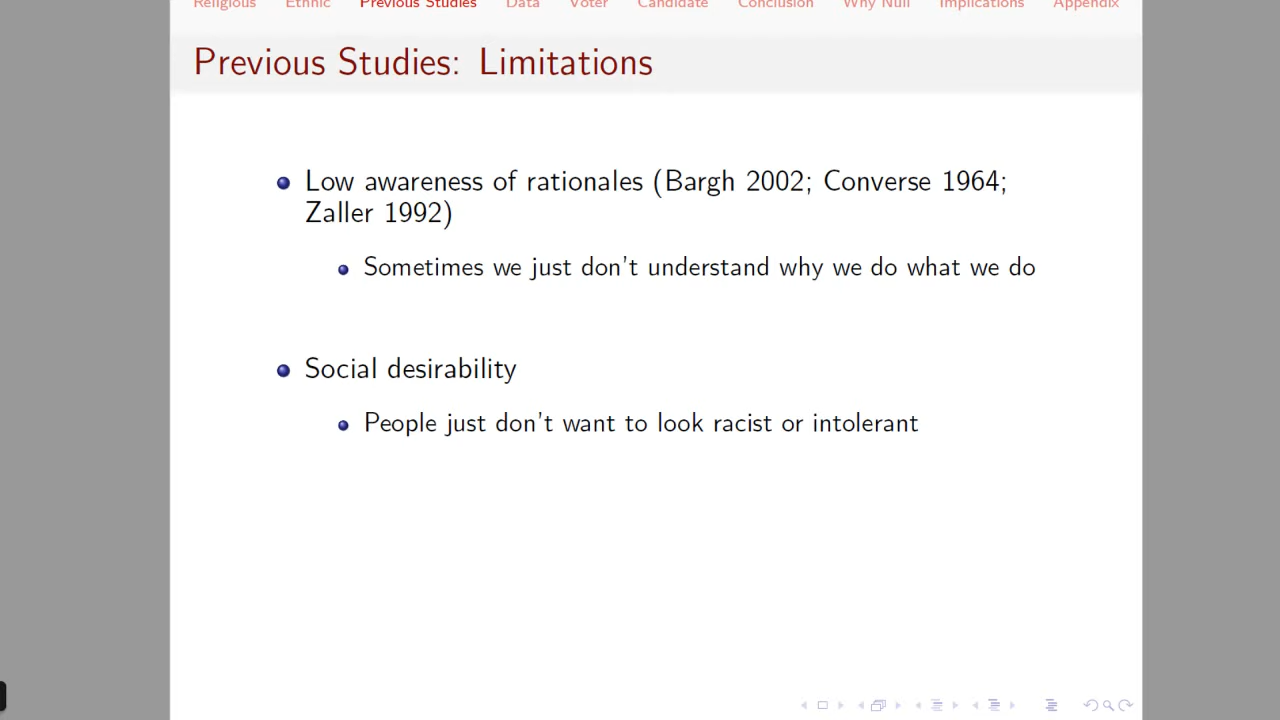 Religious Ethnic Previous Studies Data Voter Candidate Conclusion Why Null Implications Appendix
Previous Studies: Limitations
Low awareness of rationales (Bargh 2002; Converse 1964;
Zaller 1992)
Sometimes we just don't understand why we do what we do
Social desirability
People just don't want to look racist or intolerant